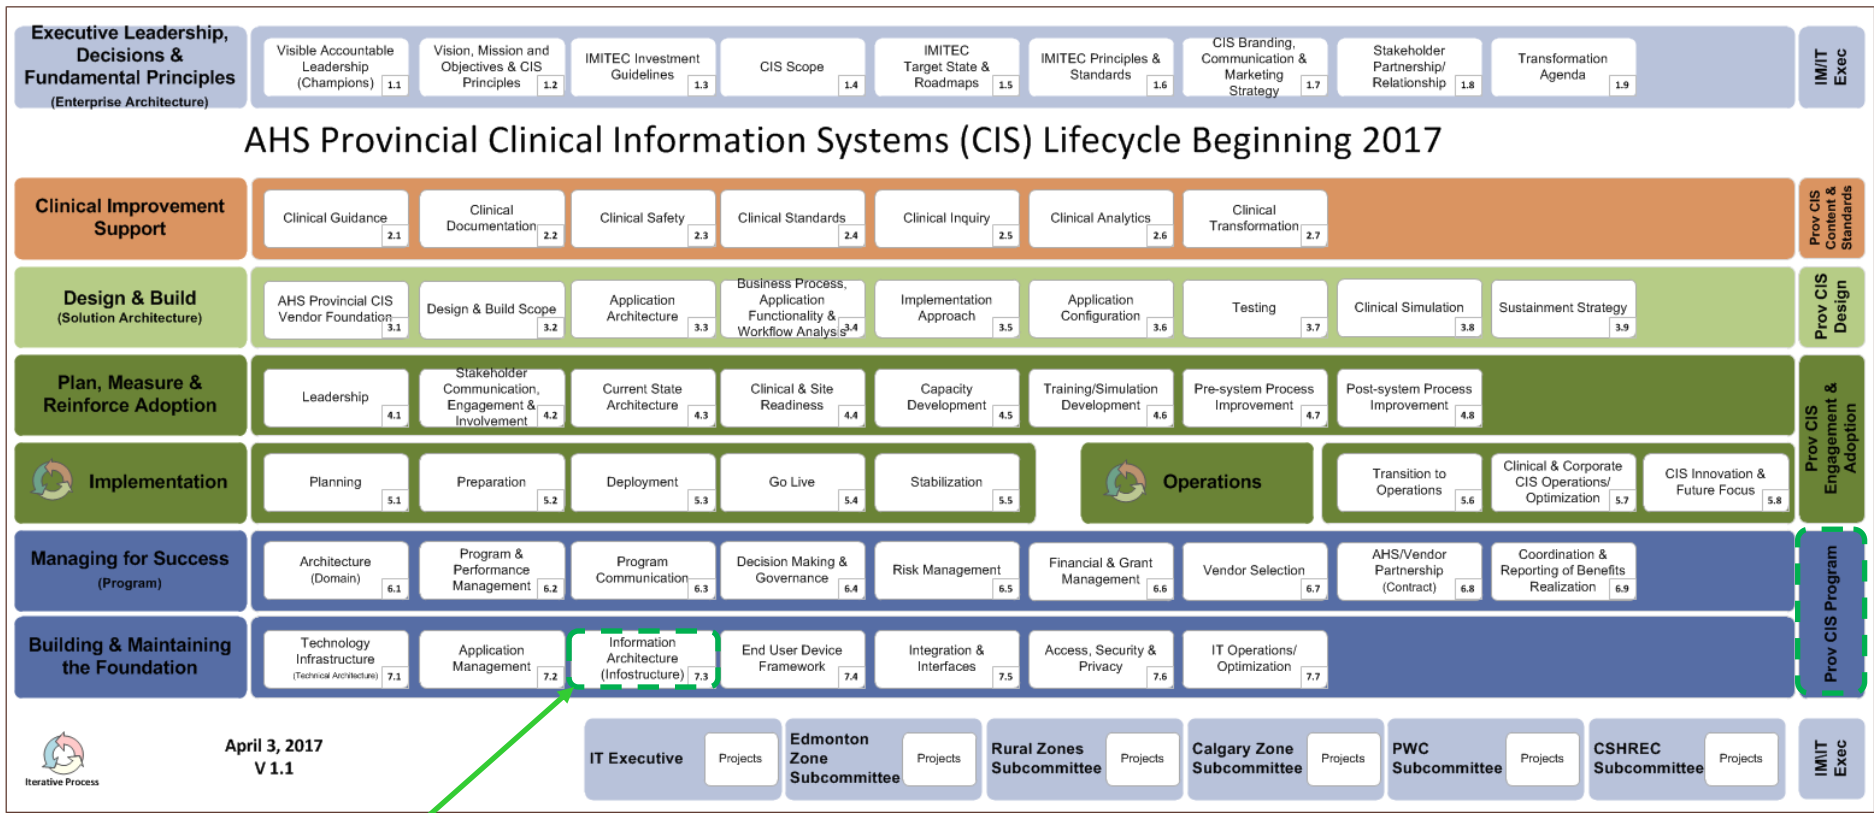 Executive Leadership,
Decisions &
Fundamental Principles
(Enterprise Architecture)
Visible Accountable
Leadership
(Champions) 1.1
Vision, Mission and
Objectives & CIS
Principles 1.2
IMITEC Investment
Guidelines 1.3
CIS Scope 1.4
IMITEC
Target State &
Roadmaps 1.5
IMITEC Principles &
Standards 1.6
CIS Branding,
Communication &
Marketing
Strategy 1.7
Stakeholder
Partnership/
Relationship 1.8
Transformation
Agenda 1.9
IM/IT
Exec
AHS Provincial Clinical Information Systems (CIS) Lifecycle Beginning 2017
Clinical Improvement
Support
Clinical Guidance 2.1
Clinical
Documentation 2.2
Clinical Safety 2.3
Clinical Standards 2.4
Clinical Inquiry 2.5
Clinical Analytics 2.6
Clinical
Transformation 2.7
Prov CIS
Content &
Standards
Design & Build
(Solution Architecture)
AHS Provincial CIS
Vendor Foundation 3.1
Design & Build Scope 3.2
Application
Architecture 3.3
Business Process,
Application
Functionality &
Workflow Analysis 3.4
Implementation
Approach 3.5
Application
Configuration 3.6
Testing 3.7
Clinical Simulation 3.8
Sustainment Strategy 3.9
Prov CIS
Design
Plan, Measure &
Reinforce Adoption
Leadership 4.1
Stakeholder
Communication,
Engagement &
Involvement 4.2
Current State
Architecture 4.3
Clinical & Site
Readiness 4.4
Capacity
Development 4.5
Training/Simulation
Development 4.6
Pre-system Process
Improvement 4.7
Post-system Process
Improvement 4.8
Prov CIS
Engagement &
Adoption
Implementation
Planning 5.1
Preparation 5.2
Deployment 5.3
Go Live 5.4
Stabilization 5.5
Operations
Transition to
Operations 5.6
Clinical & Corporate
CIS Operations/
Optimization 5.7
CIS Innovation &
Future Focus 5.8
Managing for Success
(Program)
Architecture
(Domain) 6.1
Program &
Performance
Management 6.2
Program
Communication 6.3
Decision Making &
Governance 6.4
Risk Management 6.5
Financial & Grant
Management 6.6
Vendor Selection 6.7
AHS/Vendor
Partnership
(Contract) 6.8
Coordination &
Reporting of Benefits
Realization 6.9
Prov CIS Program
Building & Maintaining
the Foundation
Technology
Infrastructure
(Technical Architecture) 7.1
Application
Management 7.2
Information
Architecture
(Infostructure) 7.3
End User Device
Framework 7.4
Integration &
Interfaces 7.5
Access, Security &
Privacy 7.6
IT Operations/
Optimization 7.7
Iterative Process
April 3, 2017
V 1.1
IT Executive
Projects
Edmonton
Zone
Subcommittee
Projects
Rural Zones
Subcommittee
Projects
Calgary Zone
Subcommittee
Projects
PWC
Subcommittee
Projects
CSHREC
Subcommittee
Projects
IM\IT
Exec